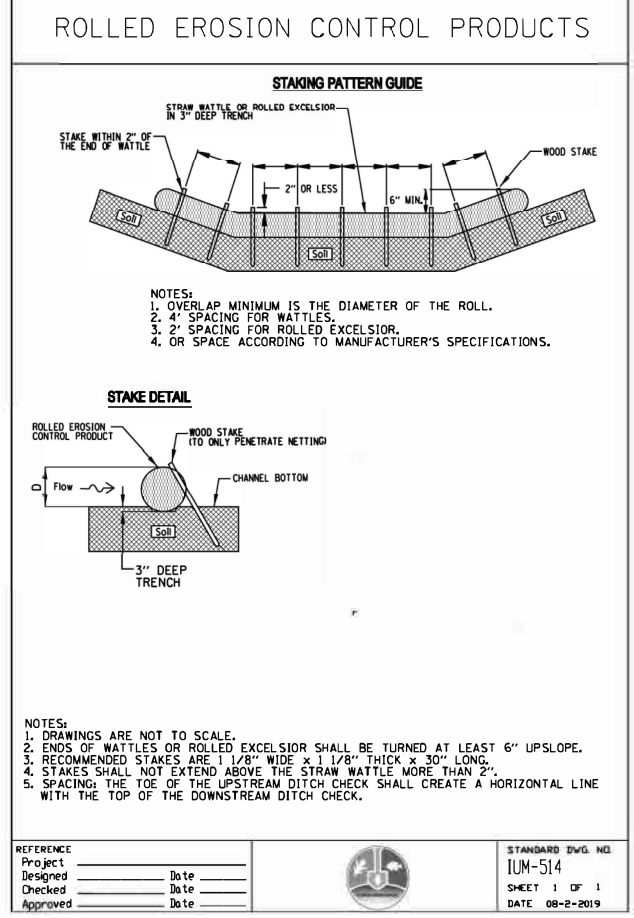 ROLLED EROSION CONTROL PRODUCTS
STAKING PATTERN GUIDE
STRAW WATTLE OR ROLLED EXCELSIOR
IN 3" DEEP TRENCH
STAKE WITHIN 2" OF
THE END OF WATTLE
WOOD STAKE
2" OR LESS
6" MIN.
Soil
Soil
Soil
NOTES:
1. OVERLAP MINIMUM IS THE DIAMETER OF THE ROLL.
2. 4' SPACING FOR WATTLES.
3. 2' SPACING FOR ROLLED EXCELSIOR.
4. OR SPACE ACCORDING TO MANUFACTURER'S SPECIFICATIONS.
STAKE DETAIL
ROLLED EROSION
CONTROL PRODUCT
WOOD STAKE
(TO ONLY PENETRATE NETTING)
D
Flow
CHANNEL BOTTOM
Soil
3" DEEP
TRENCH
NOTES:
1. DRAWINGS ARE NOT TO SCALE.
2. ENDS OF WATTLES OR ROLLED EXCELSIOR SHALL BE TURNED AT LEAST 6" UPSLOPE.
3. RECOMMENDED STAKES ARE 1 1/8" WIDE x 1 1/8" THICK x 30" LONG.
4. STAKES SHALL NOT EXTEND ABOVE THE STRAW WATTLE MORE THAN 2".
5. SPACING: THE TOE OF THE UPSTREAM DITCH CHECK SHALL CREATE A HORIZONTAL LINE
WITH THE TOP OF THE DOWNSTREAM DITCH CHECK.
REFERENCE
Project
Designed Date
Checked Date
Approved Date
STANDARD DWG. NO.
IUM-514
SHEET 1 OF 1
DATE 08-2-2019